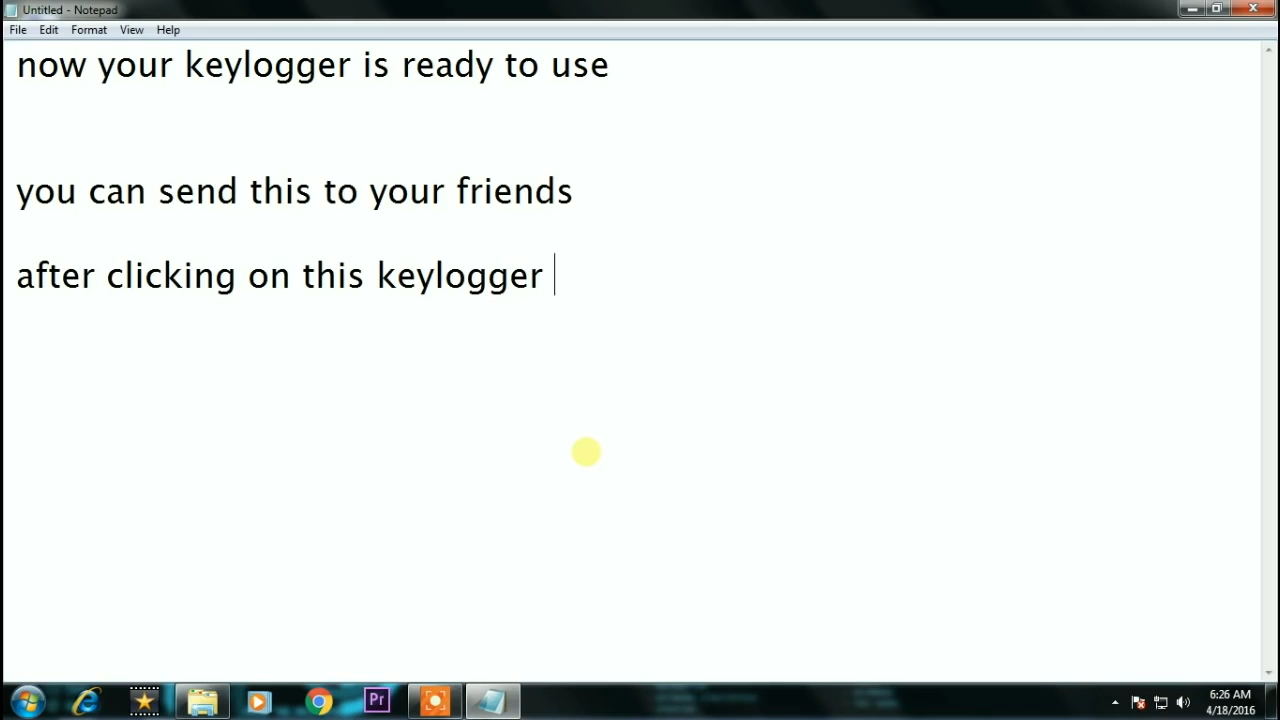 Untitled - Notepad
File Edit Format View Help
now your keylogger is ready to use
you can send this to your friends
after clicking on this keylogger
Pr
6:26 AM
4/18/2016